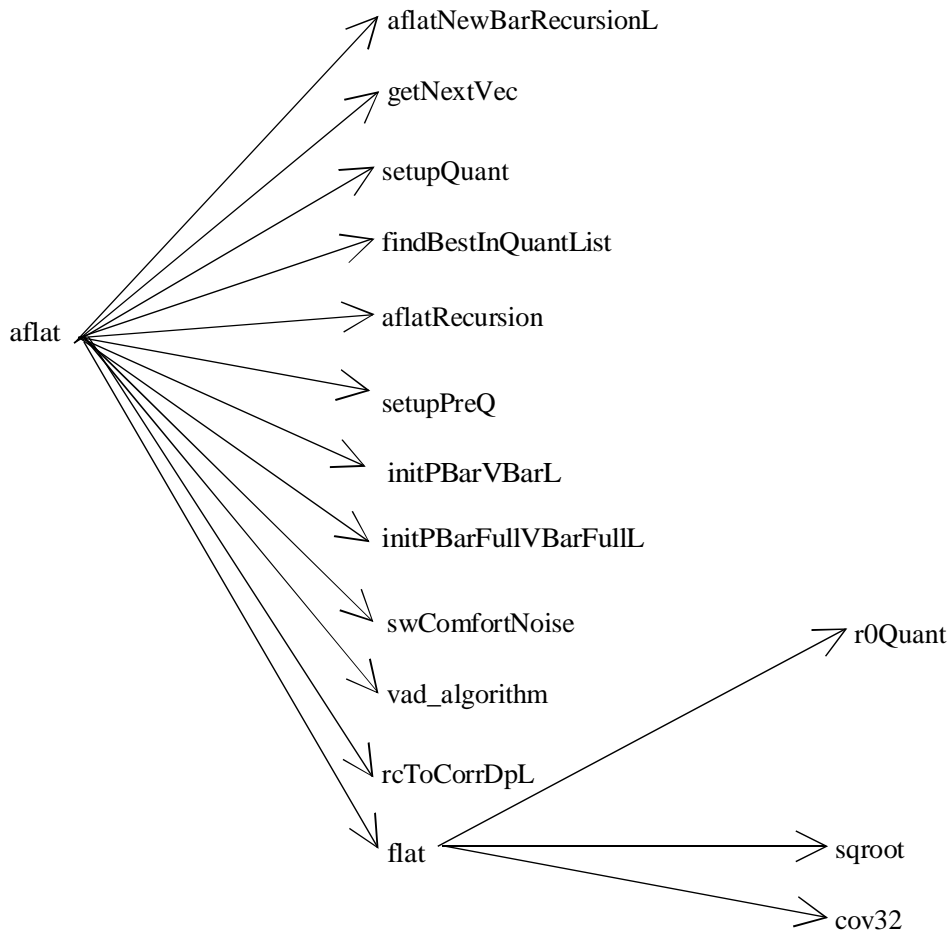 aflatNewBarRecursionL
getNextVec
setupQuant
findBestInQuantList
aflatRecursion
aflat
setupPreQ
initPBarVBarL
initPBarFullVBarFullL
swComfortNoise
r0Quant
vad_algorithm
rcToCorrDpL
flat
sqroot
cov32